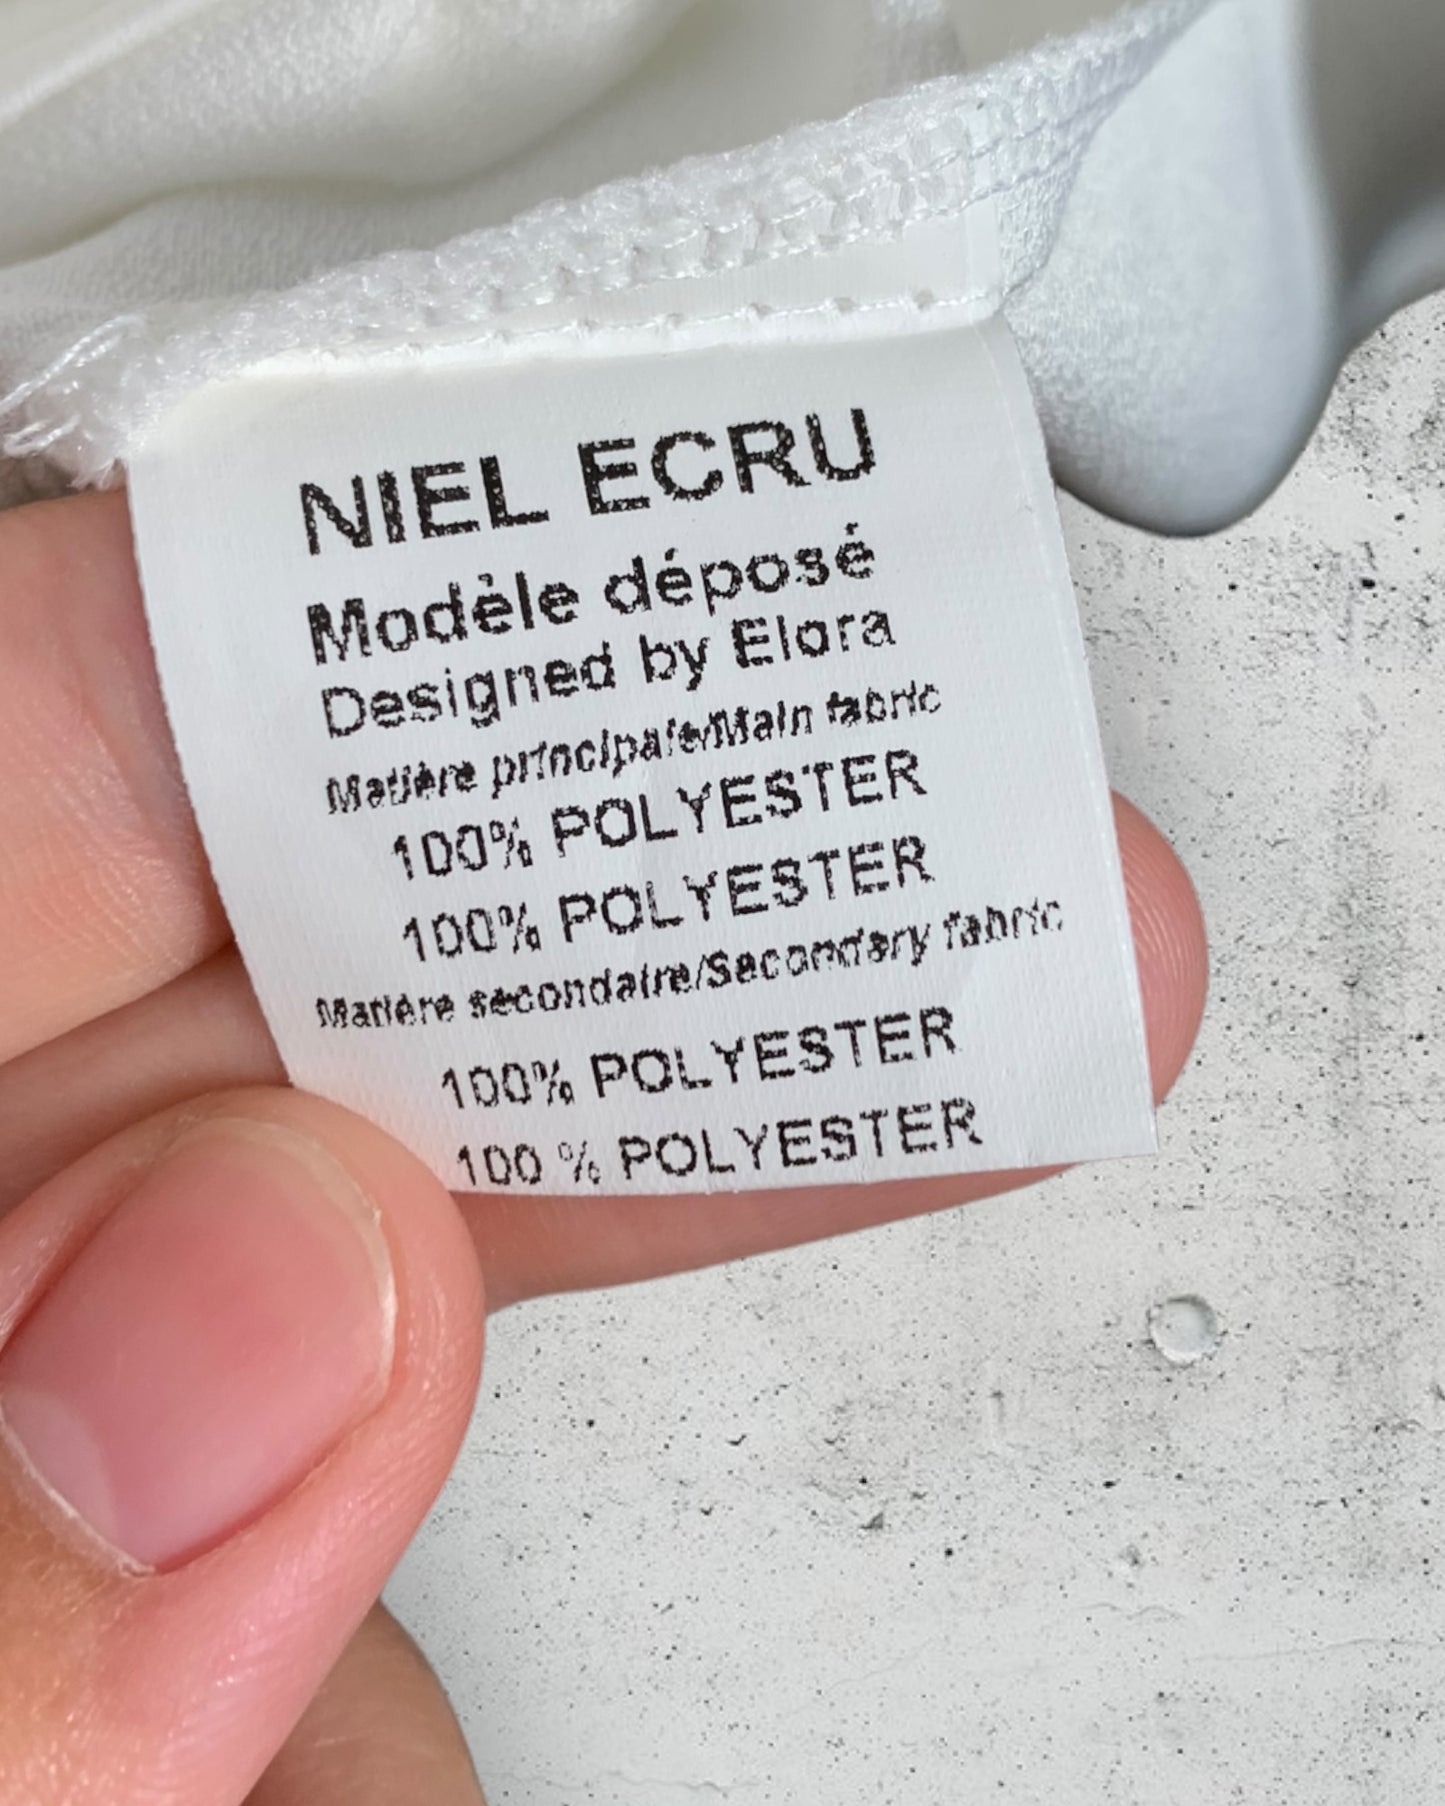 NIEL ECRU
Modèle déposé
Designed by Elora
Matière principale/Main fabric
100% POLYESTER
100% POLYESTER
Matière secondaire/Secondary fabric
100% POLYESTER
100 % POLYESTER